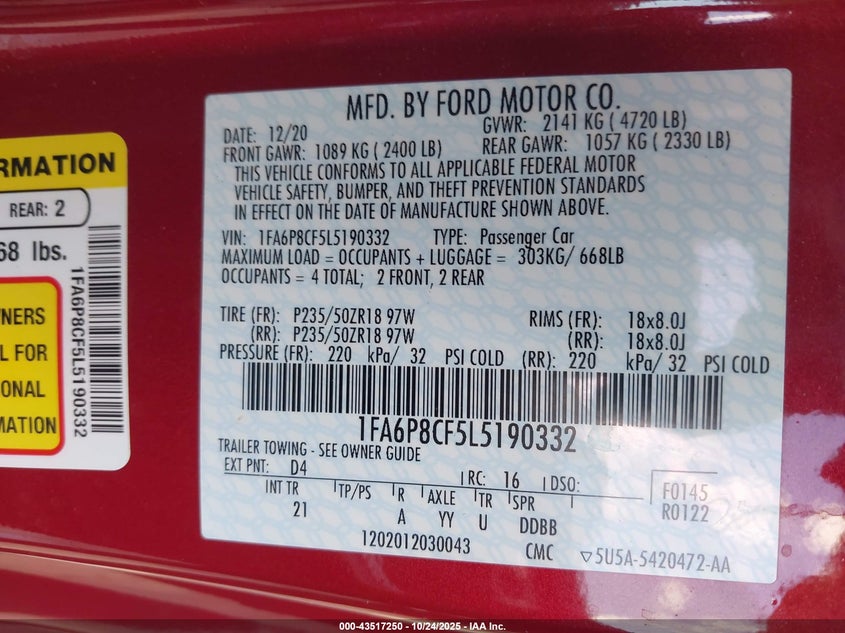 RMATION
REAR: 2
68 lbs.
NERS
L FOR
ONAL
MATION
1FA6P8CF5L5190332
MFD. BY FORD MOTOR CO.
DATE: 12/20 GVWR: 2141 KG ( 4720 LB)
FRONT GAWR: 1089 KG ( 2400 LB) REAR GAWR: 1057 KG ( 2330 LB)
THIS VEHICLE CONFORMS TO ALL APPLICABLE FEDERAL MOTOR
VEHICLE SAFETY, BUMPER, AND THEFT PREVENTION STANDARDS
IN EFFECT ON THE DATE OF MANUFACTURE SHOWN ABOVE.
VIN: 1FA6P8CF5L5190332 TYPE: Passenger Car
MAXIMUM LOAD = OCCUPANTS + LUGGAGE = 303KG/ 668LB
OCCUPANTS = 4 TOTAL; 2 FRONT, 2 REAR
TIRE (FR): P235/50ZR18 97W RIMS (FR): 18x8.0J
(RR): P235/50ZR18 97W (RR): 18x8.0J
PRESSURE (FR): 220 kPa/ 32 PSI COLD (RR): 220 kPa/ 32 PSI COLD
1FA6P8CF5L5190332
TRAILER TOWING - SEE OWNER GUIDE
EXT PNT: D4 RC: 16 DSO: F0145
INT TR TP/PS R AXLE TR SPR R0122
21 A YY U DDBB
1202012030043 CMC 5U5A-5420472-AA
000-43517250 - 10/24/2025 - IAA Inc.